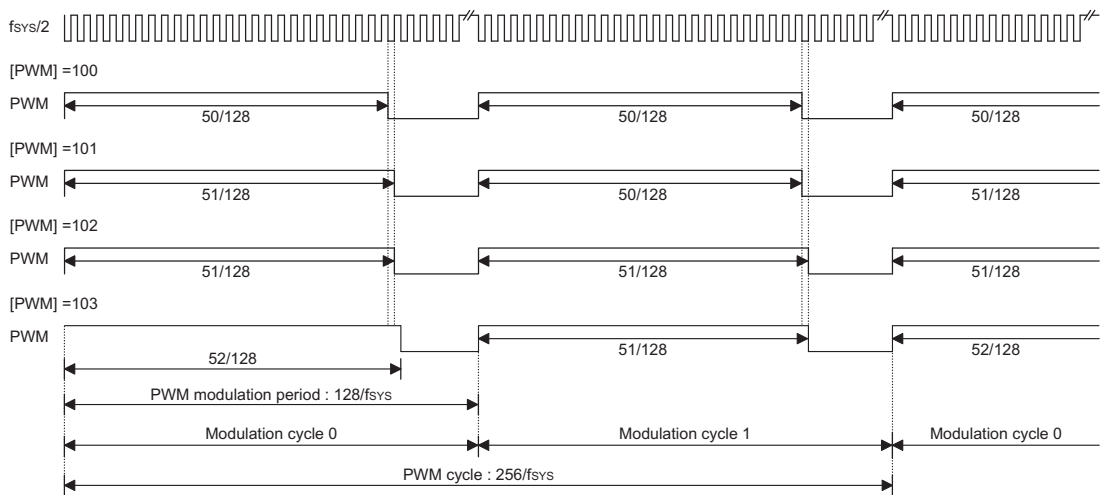 fSYS/2
[PWM] =100
PWM
50/128 50/128 50/128
[PWM] =101
PWM
51/128 50/128 51/128
[PWM] =102
PWM
51/128 51/128 51/128
[PWM] =103
PWM
52/128 51/128 52/128
PWM modulation period : 128/fSYS
Modulation cycle 0 Modulation cycle 1 Modulation cycle 0
PWM cycle : 256/fSYS